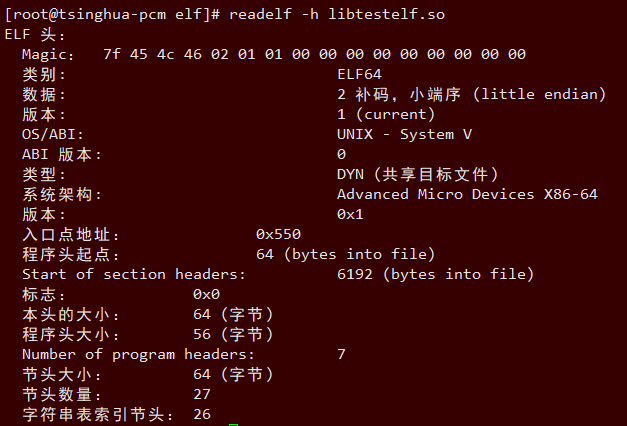 [root@tsinghua-pcm elf]# readelf -h libtestelf.so
ELF 头：
Magic： 7f 45 4c 46 02 01 01 00 00 00 00 00 00 00 00 00
类别: ELF64
数据: 2 补码，小端序 (little endian)
版本: 1 (current)
OS/ABI: UNIX - System V
ABI 版本: 0
类型: DYN (共享目标文件)
系统架构: Advanced Micro Devices X86-64
版本: 0x1
入口点地址： 0x550
程序头起点： 64 (bytes into file)
Start of section headers: 6192 (bytes into file)
标志： 0x0
本头的大小： 64 (字节)
程序头大小： 56 (字节)
Number of program headers: 7
节头大小： 64 (字节)
节头数量： 27
字符串表索引节头： 26